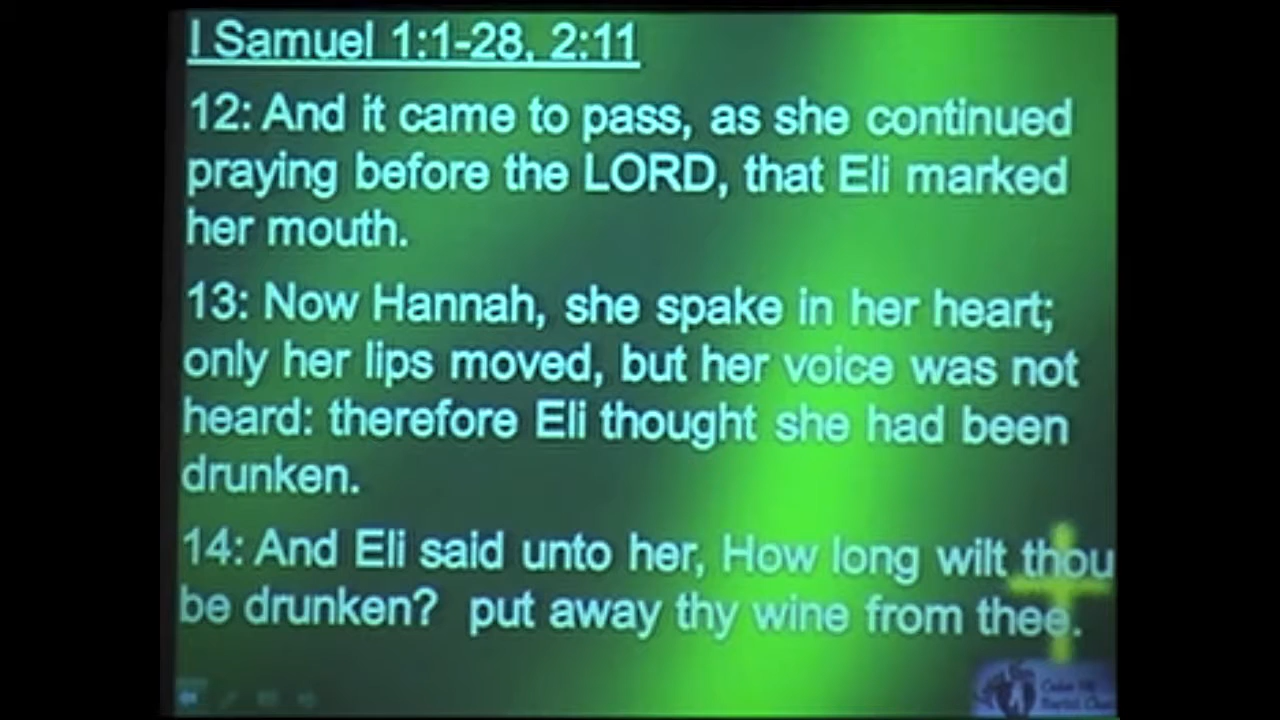 I Samuel 1:1-28, 2:11
12: And it came to pass, as she continued
praying before the LORD, that Eli marked
her mouth.
13: Now Hannah, she spake in her heart;
only her lips moved, but her voice was not
heard: therefore Eli thought she had been
drunken.
14: And Eli said unto her, How long wilt thou
be drunken?  put away thy wine from thee.
Baptist